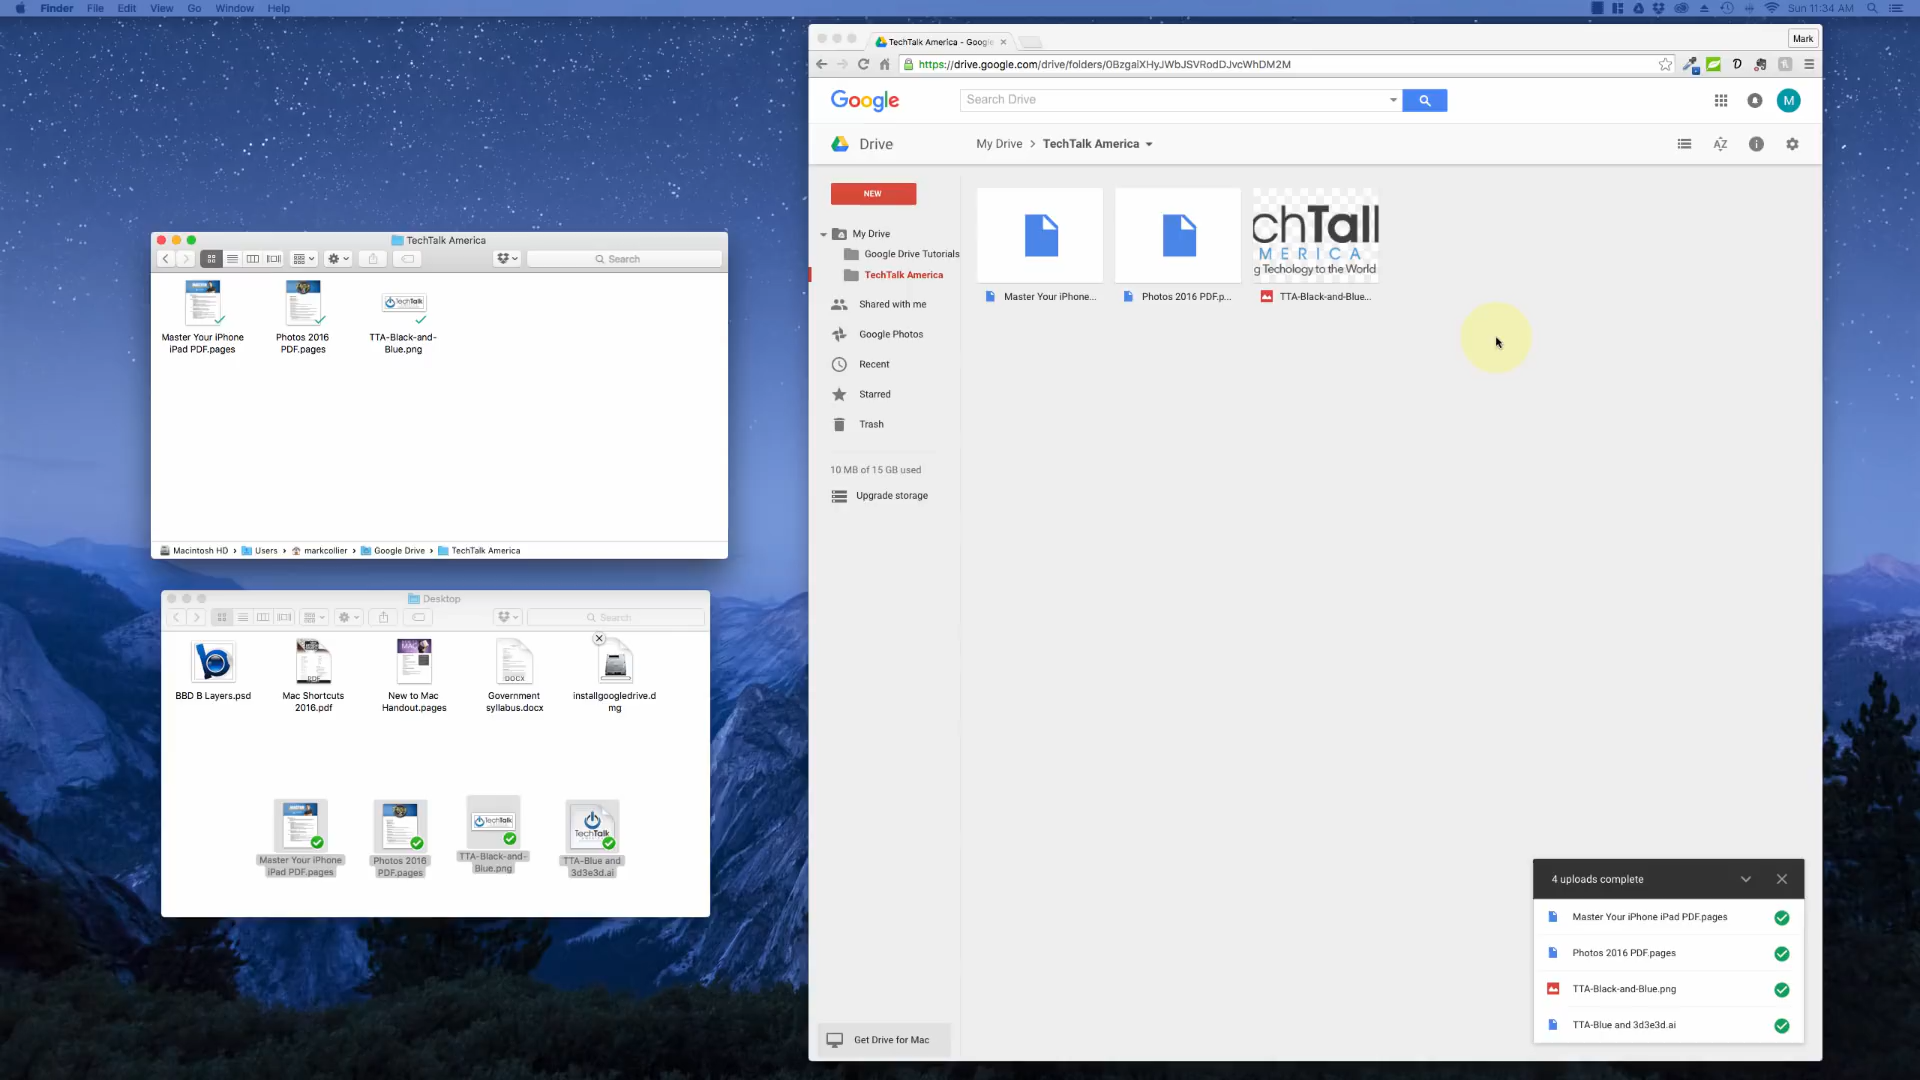 Finder File Edit View Go Window Help
Sun 11:34 AM
TechTalk America - Google
Mark
https://drive.google.com/drive/folders/0BzgaiXHyJWbJSVRodDJvcWhDM2M
Google
Search Drive
M
Drive
My Drive > TechTalk America
AZ
NEW
My Drive
Google Drive Tutorials
TechTalk America
Shared with me
Google Photos
Recent
Starred
Trash
10 MB of 15 GB used
Upgrade storage
Get Drive for Mac
chTall
MERICA
g Techology to the World
Master Your iPhone...
Photos 2016 PDF.p...
TTA-Black-and-Blue...
4 uploads complete
Master Your iPhone iPad PDF.pages
Photos 2016 PDF.pages
TTA-Black-and-Blue.png
TTA-Blue and 3d3e3d.ai
TechTalk America
Search
TechTalk
Master Your iPhone
iPad PDF.pages
Photos 2016
PDF.pages
TTA-Black-and-
Blue.png
Macintosh HD > Users > markcollier > Google Drive > TechTalk America
Desktop
Search
PDF
MAC
DOCX
BBD B Layers.psd
Mac Shortcuts
2016.pdf
New to Mac
Handout.pages
Government
syllabus.docx
installgoogledrive.d
mg
TechTalk
TechTalk
Master Your iPhone
iPad PDF.pages
Photos 2016
PDF.pages
TTA-Black-and-
Blue.png
TTA-Blue and
3d3e3d.ai